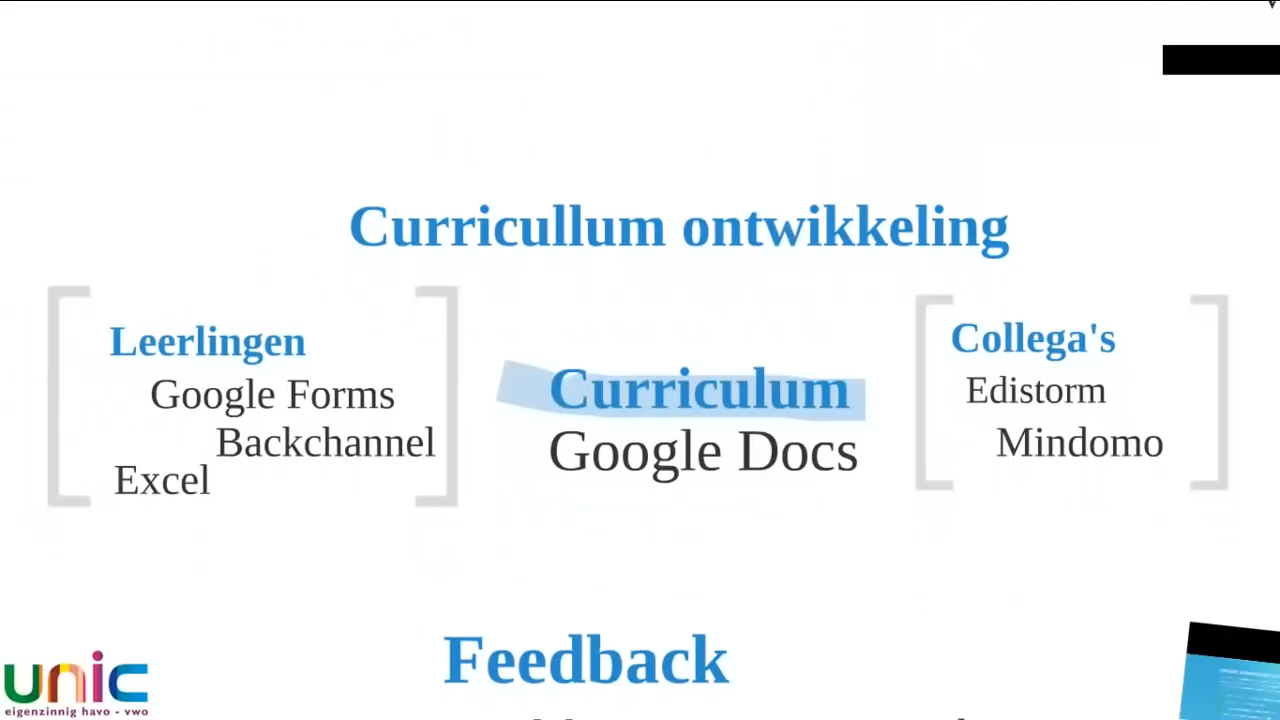 Curricullum ontwikkeling
Leerlingen
Google Forms
Backchannel
Excel
Curriculum
Google Docs
Collega's
Edistorm
Mindomo
Feedback
unic
eigenzinnig havo - vwo